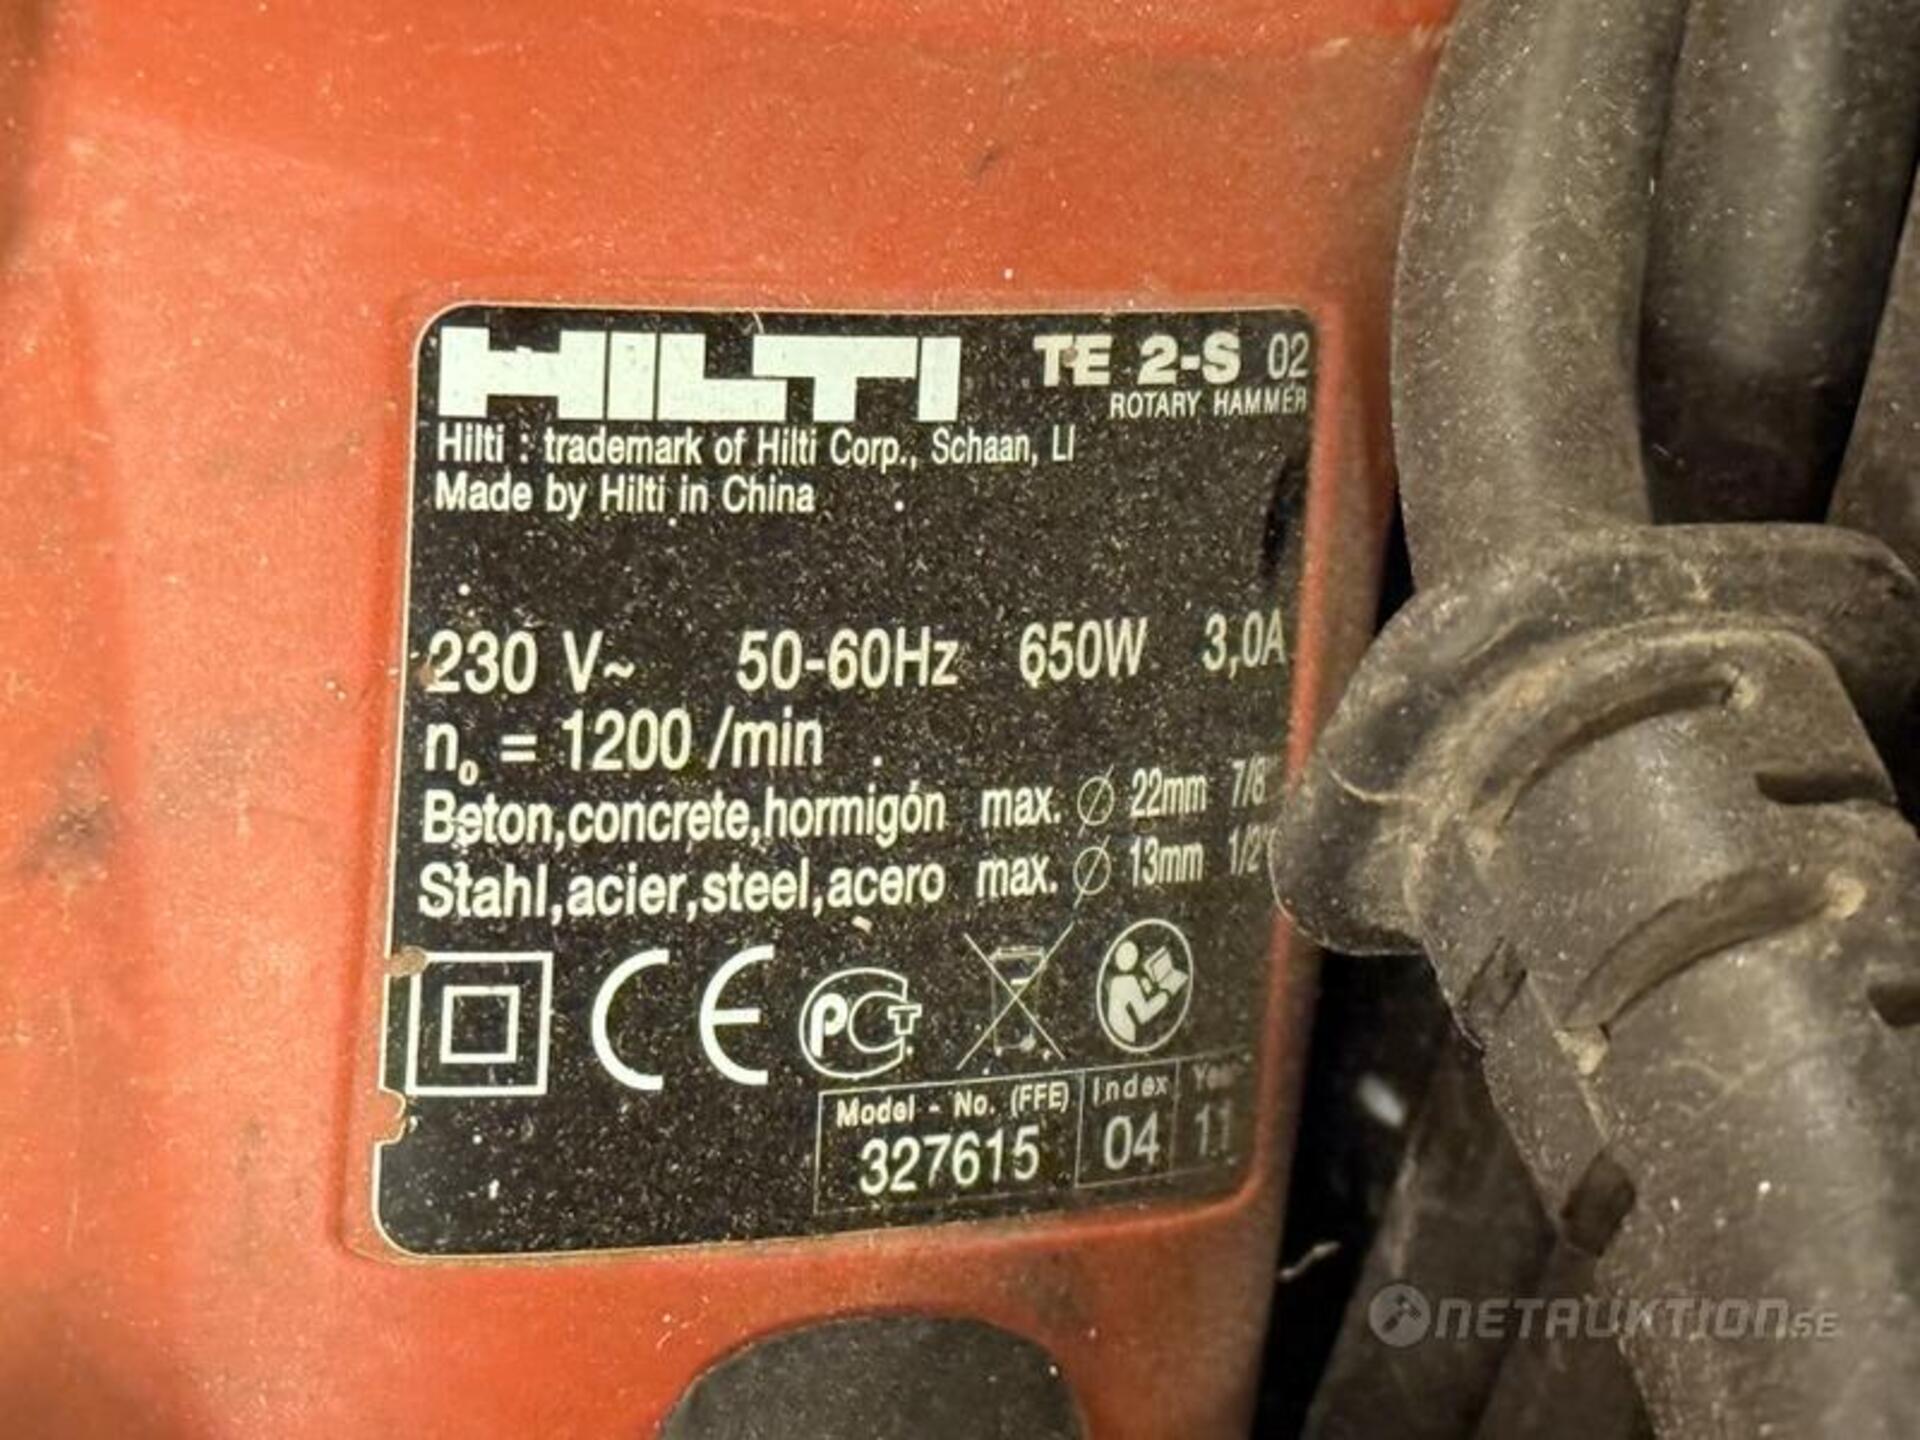 HILTI TE 2-S 02
ROTARY HAMMER
Hilti : trademark of Hilti Corp., Schaan, LI
Made by Hilti in China
230 V~ 50-60Hz 650W 3,0A
n₀ = 1200 /min
Beton,concrete,hormigón max. ∅ 22mm 7/8"
Stahl,acier,steel,acero max. ∅ 13mm 1/2"
CE PCT
Model - No. (FFE) Index Year
327615 04 11
NETAUKTION.SE